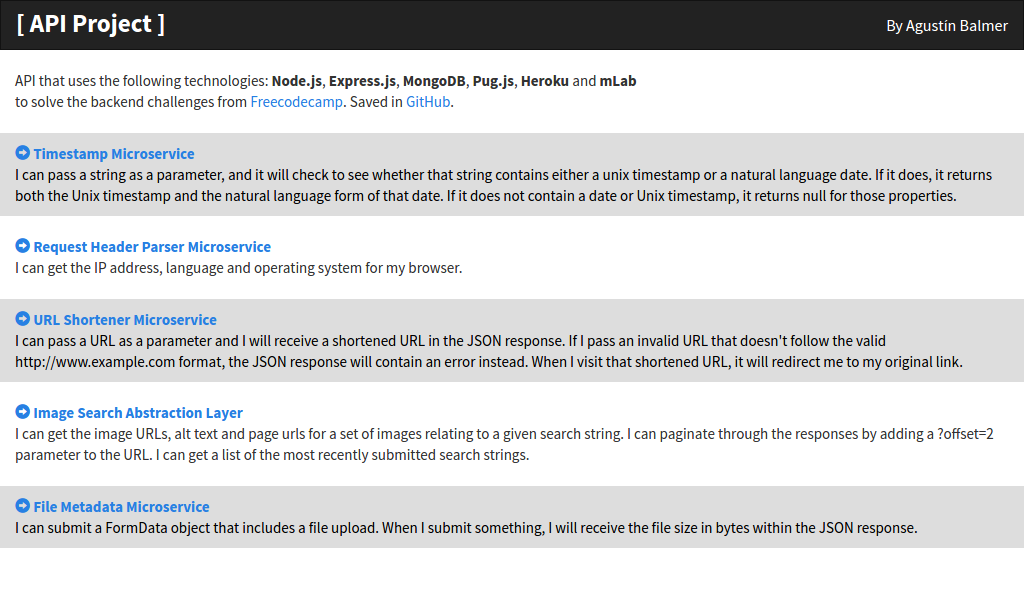 [ API Project ]
By Agustín Balmer
API that uses the following technologies: Node.js, Express.js, MongoDB, Pug.js, Heroku and mLab
to solve the backend challenges from Freecodecamp. Saved in GitHub.
Timestamp Microservice
I can pass a string as a parameter, and it will check to see whether that string contains either a unix timestamp or a natural language date. If it does, it returns
both the Unix timestamp and the natural language form of that date. If it does not contain a date or Unix timestamp, it returns null for those properties.
Request Header Parser Microservice
I can get the IP address, language and operating system for my browser.
URL Shortener Microservice
I can pass a URL as a parameter and I will receive a shortened URL in the JSON response. If I pass an invalid URL that doesn't follow the valid
http://www.example.com format, the JSON response will contain an error instead. When I visit that shortened URL, it will redirect me to my original link.
Image Search Abstraction Layer
I can get the image URLs, alt text and page urls for a set of images relating to a given search string. I can paginate through the responses by adding a ?offset=2
parameter to the URL. I can get a list of the most recently submitted search strings.
File Metadata Microservice
I can submit a FormData object that includes a file upload. When I submit something, I will receive the file size in bytes within the JSON response.